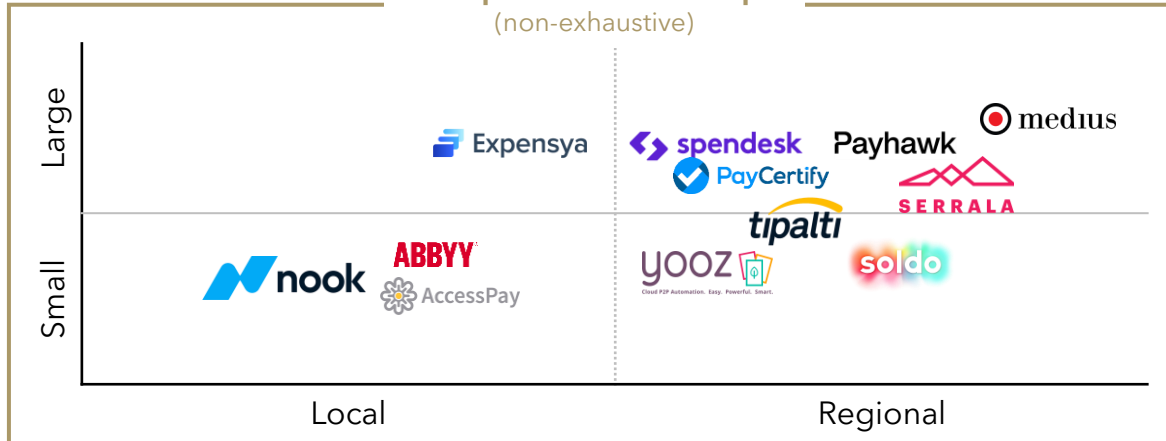 (non-exhaustive)
Large
Small
Expensya
spendesk
Payhawk
medius
PayCertify
SERRALA
tipalti
nook
ABBYY
AccessPay
yooz
Cloud P2P Automation. Easy. Powerful. Smart.
soldo
Local
Regional